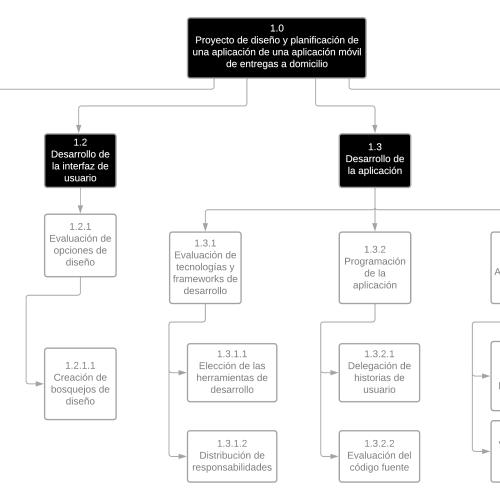 1.0
Proyecto de diseño y planificación de
una aplicación de una aplicación móvil
de entregas a domicilio
1.2
Desarrollo de
la interfaz de
usuario
1.3
Desarrollo de
la aplicación
1.2.1
Evaluación de
opciones de
diseño
1.3.1
Evaluación de
tecnologías y
frameworks de
desarrollo
1.3.2
Programación
de la
aplicación
A
1.2.1.1
Creación de
bosquejos de
diseño
1.3.1.1
Elección de las
herramientas de
desarrollo
1.3.2.1
Delegación de
historias de
usuario
1.3.1.2
Distribución de
responsabilidades
1.3.2.2
Evaluación del
código fuente